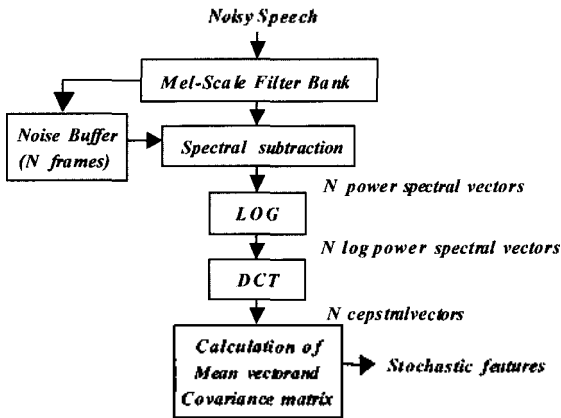 Noisy Speech
Mel-Scale Filter Bank
Noise Buffer
(N frames)
Spectral subtraction
N power spectral vectors
LOG
N log power spectral vectors
DCT
N cepstralvectors
Calculation of
Mean vectorand
Covariance matrix
Stochastic features